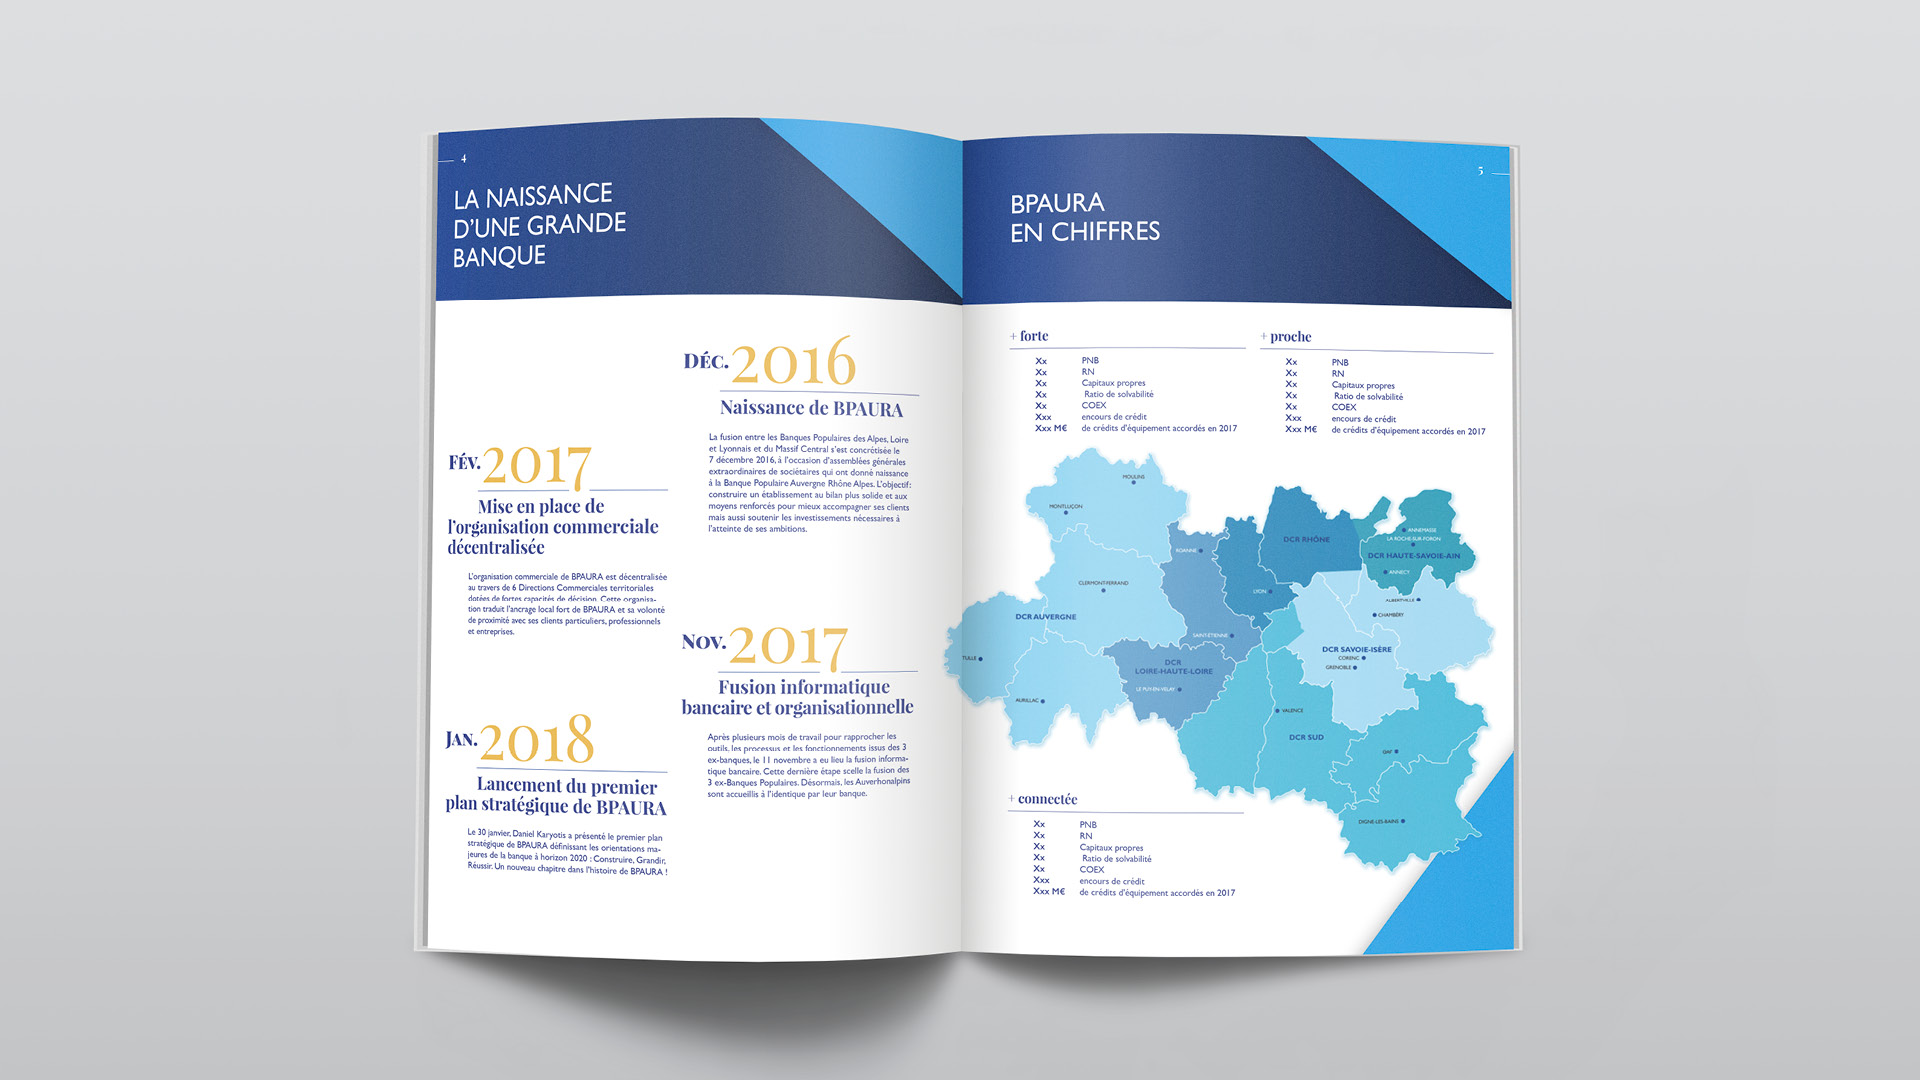 4
LA NAISSANCE
D'UNE GRANDE
BANQUE
DÉC. 2016
Naissance de BPAURA
La fusion entre les Banques Populaires des Alpes, Loire
et Lyonnais et du Massif Central s'est concrétisée le
7 décembre 2016, à l'occasion d'assemblées générales
extraordinaires de sociétaires qui ont donné naissance
à la Banque Populaire Auvergne Rhône Alpes. L'objectif :
construire un établissement au bilan plus solide et aux
moyens renforcés pour mieux accompagner ses clients
mais aussi soutenir les investissements nécessaires à
l'atteinte de ses ambitions.
FÉV. 2017
Mise en place de
l'organisation commerciale
décentralisée
L'organisation commerciale de BPAURA est décentralisée
au travers de 6 Directions Commerciales territoriales
dotées de fortes capacités de décision. Cette organisa-
tion traduit l'ancrage local fort de BPAURA et sa volonté
de proximité avec ses clients particuliers, professionnels
et entreprises.
NOV. 2017
Fusion informatique
bancaire et organisationnelle
Après plusieurs mois de travail pour rapprocher les
outils, les processus et les fonctionnements issus des 3
ex-banques, le 11 novembre a eu lieu la fusion informa-
tique bancaire. Cette dernière étape scelle la fusion des
3 ex-Banques Populaires. Désormais, les Auverhonalpins
sont accueillis à l'identique par leur banque.
JAN. 2018
Lancement du premier
plan stratégique de BPAURA
Le 30 janvier, Daniel Karyotis a présenté le premier plan
stratégique de BPAURA définissant les orientations ma-
jeures de la banque à horizon 2020 : Construire, Grandir,
Réussir. Un nouveau chapitre dans l'histoire de BPAURA !
5
BPAURA
EN CHIFFRES
+ forte
Xx PNB
Xx RN
Xx Capitaux propres
Xx Ratio de solvabilité
Xx COEX
Xxx encours de crédit
Xxx M€ de crédits d'équipement accordés en 2017
+ proche
Xx PNB
Xx RN
Xx Capitaux propres
Xx Ratio de solvabilité
Xx COEX
Xxx encours de crédit
Xxx M€ de crédits d'équipement accordés en 2017
MOULINS
MONTLUÇON
ROANNE
DCR RHÔNE
ANNEMASSE
LA ROCHE-SUR-FORON
DCR HAUTE-SAVOIE-AIN
ANNECY
CLERMONT-FERRAND
LYON
ALBERTVILLE
CHAMBÉRY
DCR AUVERGNE
SAINT-ETIENNE
DCR SAVOIE-ISÈRE
CORENC
GRENOBLE
TULLE
DCR
LOIRE-HAUTE-LOIRE
LE PUY-EN-VELAY
AURILLAC
VALENCE
DCR SUD
GAP
DIGNE-LES-BAINS
+ connectée
Xx PNB
Xx RN
Xx Capitaux propres
Xx Ratio de solvabilité
Xx COEX
Xxx encours de crédit
Xxx M€ de crédits d'équipement accordés en 2017